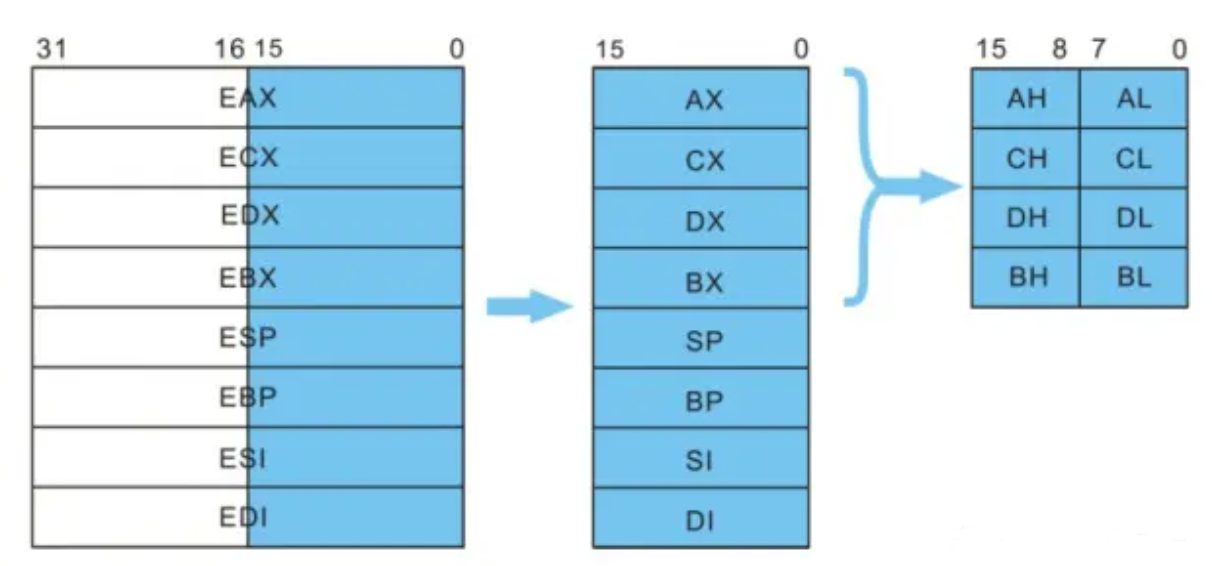 31 16 15 0
EAX
ECX
EDX
EBX
ESP
EBP
ESI
EDI
15 0
AX
CX
DX
BX
SP
BP
SI
DI
15 8 7 0
AH AL
CH CL
DH DL
BH BL